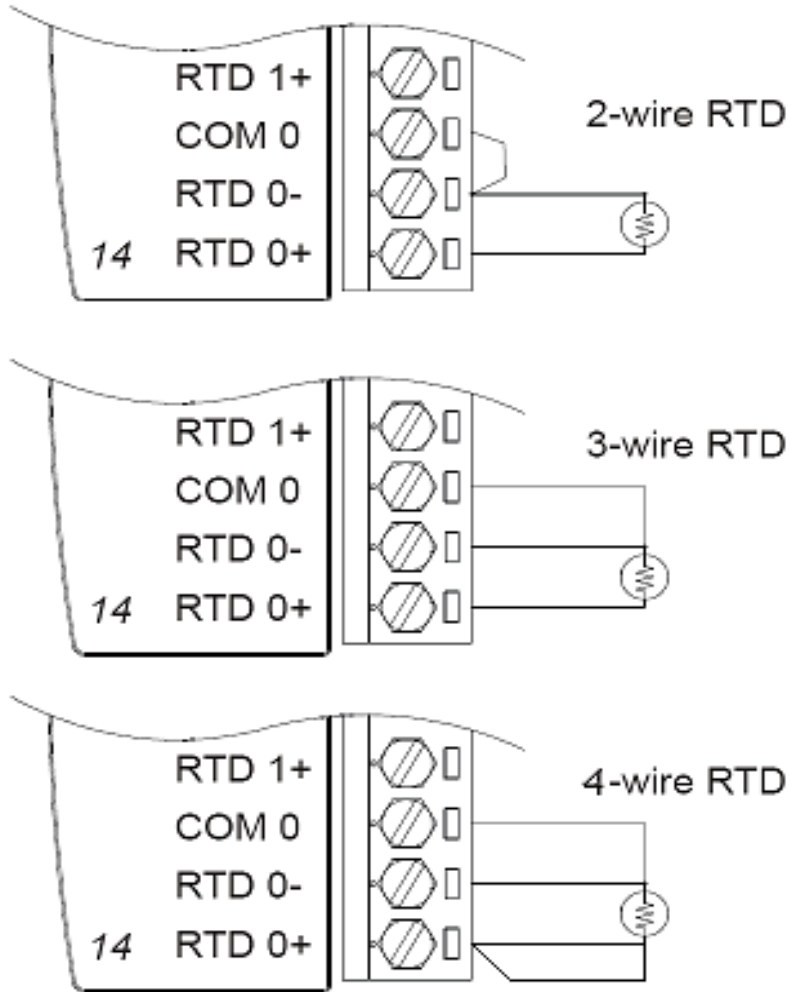 RTD 1+
COM 0
RTD 0-
14 RTD 0+
2-wire RTD
RTD 1+
COM 0
RTD 0-
14 RTD 0+
3-wire RTD
RTD 1+
COM 0
RTD 0-
14 RTD 0+
4-wire RTD